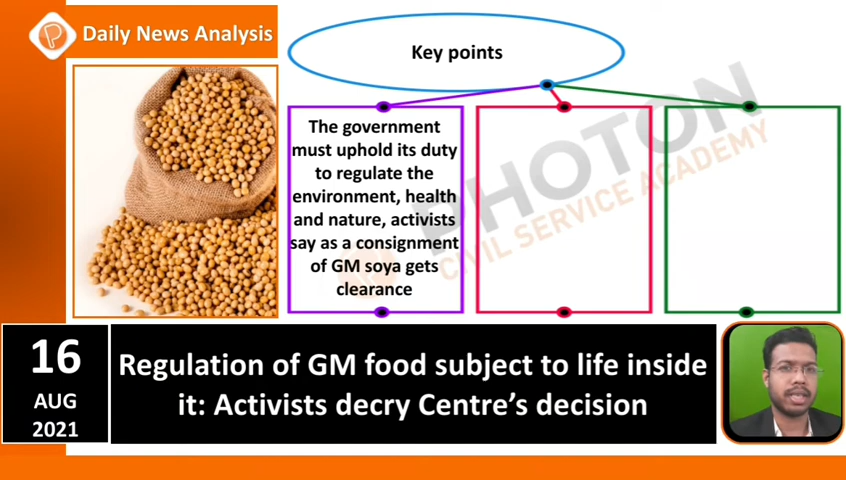 Daily News Analysis
Key points
The government
must uphold its duty
to regulate the
environment, health
and nature, activists
say as a consignment
of GM soya gets
clearance
PHOTON
CIVIL SERVICE ACADEMY
16
AUG
2021
Regulation of GM food subject to life inside
it: Activists decry Centre’s decision